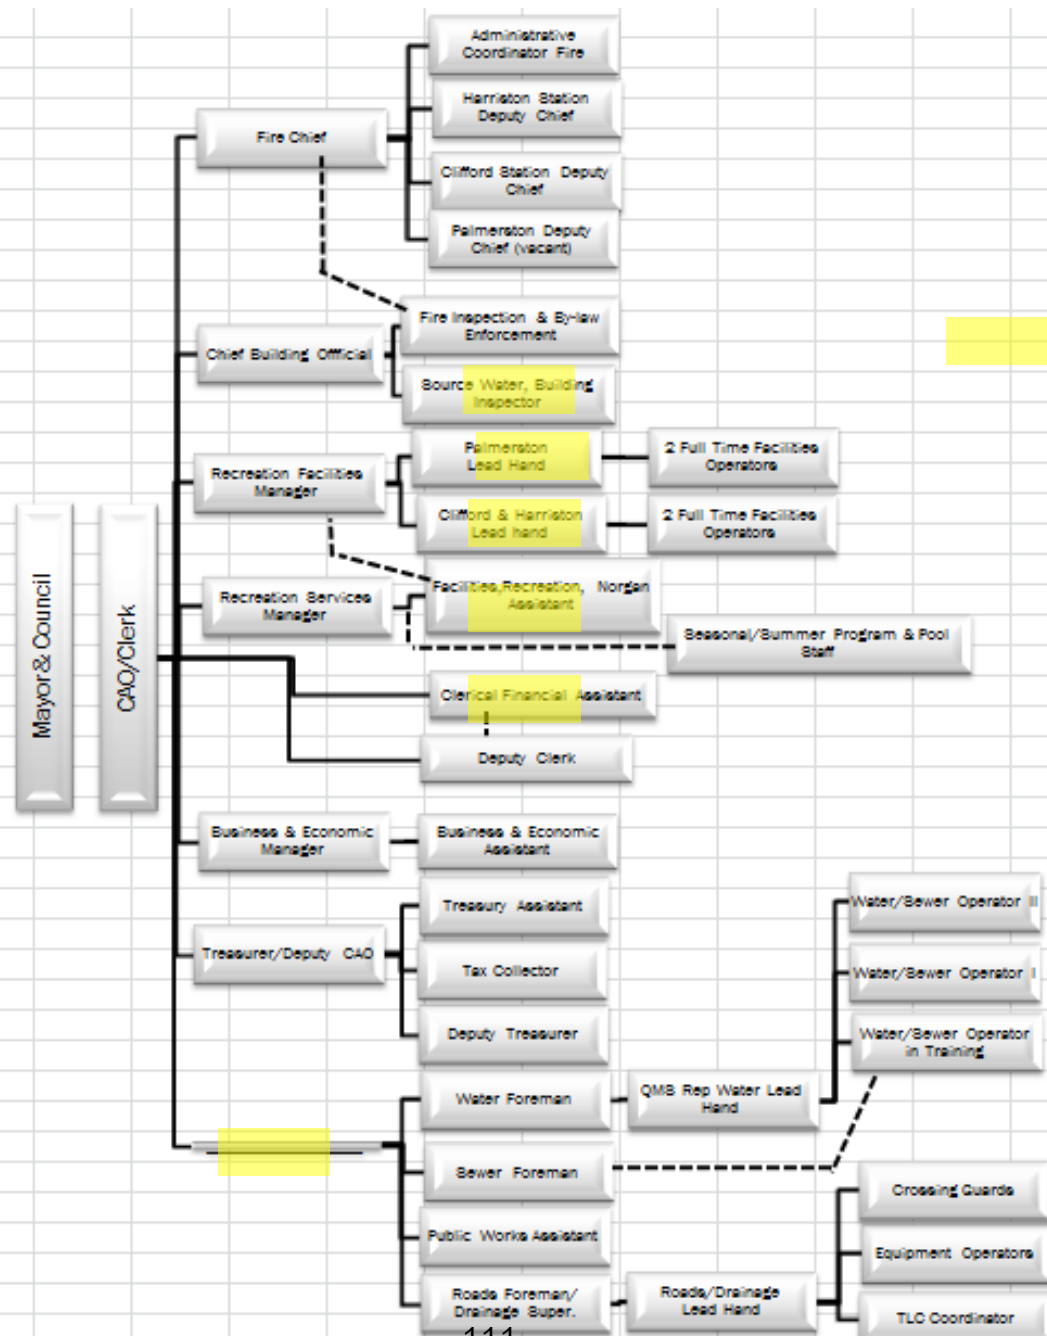 Administrative
Coordinator Fire
Harriston Station
Deputy Chief
Fire Chief
Clifford Station Deputy
Chief
Palmerston Deputy
Chief (vacant)
Fire Inspection & By-law
Enforcement
Chief Building Offficial
Source Water, Building
Inspector
Palmerston
Lead Hand
2 Full Time Facilities
Operators
Recreation Facilities
Manager
Clifford & Harriston
Lead hand
2 Full Time Facilities
Operators
Mayor& Council
CAO/Clerk
Facilities,Recreation, Norgan
Assistant
Recreation Services
Manager
Seasonal/Summer Program & Pool
Staff
Clerical Financial Assistant
Deputy Clerk
Business & Economic
Manager
Business & Economic
Assistant
Treasury Assistant
Water/Sewer Operator II
Treasurer/Deputy CAO
Tax Collector
Water/Sewer Operator I
Deputy Treasurer
Water/Sewer Operator
in Training
Water Foreman
QMS Rep Water Lead
Hand
Sewer Foreman
Crossing Guards
Public Works Assistant
Equipment Operators
Roads Foreman/
Drainage Super.
Roads/Drainage
Lead Hand
TLC Coordinator
111